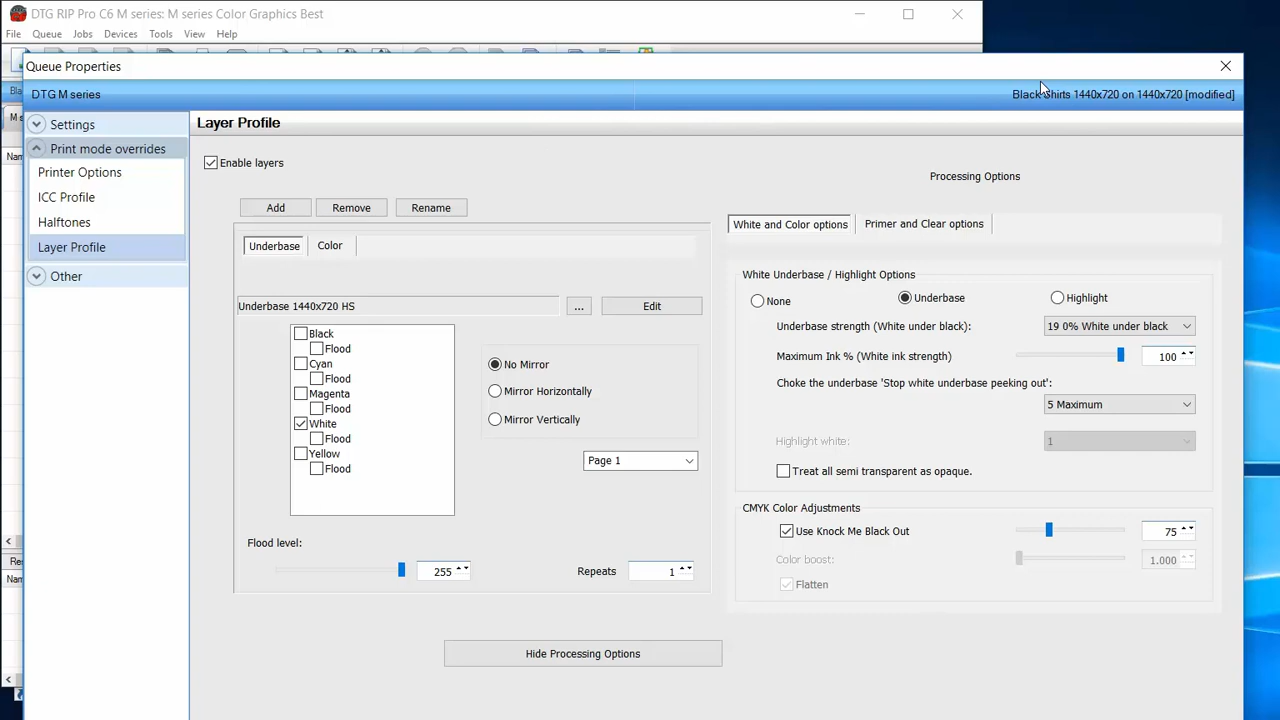 DTG RIP Pro C6 M series: M series Color Graphics Best
File Queue Jobs Devices Tools View Help
Queue Properties
DTG M series
Black Shirts 1440x720 on 1440x720 [modified]
Settings
Print mode overrides
Printer Options
ICC Profile
Halftones
Layer Profile
Other
Layer Profile
Enable layers
Add Remove Rename
Underbase Color
Underbase 1440x720 HS ... Edit
Black
Flood
Cyan
Flood
Magenta
Flood
White
Flood
Yellow
Flood
No Mirror
Mirror Horizontally
Mirror Vertically
Page 1
Flood level:
255
Repeats 1
Hide Processing Options
Processing Options
White and Color options Primer and Clear options
White Underbase / Highlight Options
None Underbase Highlight
Underbase strength (White under black): 19 0% White under black
Maximum Ink % (White ink strength) 100
Choke the underbase 'Stop white underbase peeking out':
5 Maximum
Highlight white: 1
Treat all semi transparent as opaque.
CMYK Color Adjustments
Use Knock Me Black Out 75
Color boost: 1.000
Flatten